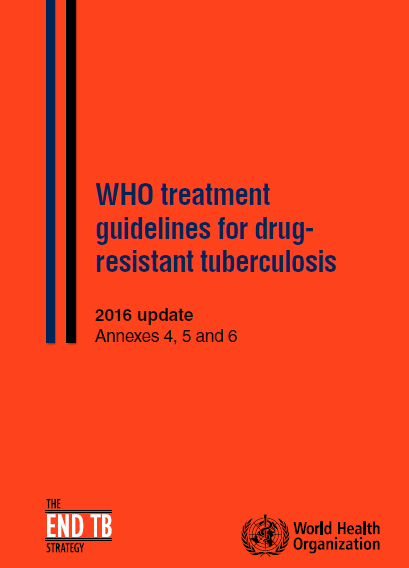 WHO treatment
guidelines for drug-
resistant tuberculosis
2016 update
Annexes 4, 5 and 6
THE
END TB
STRATEGY
World Health
Organization